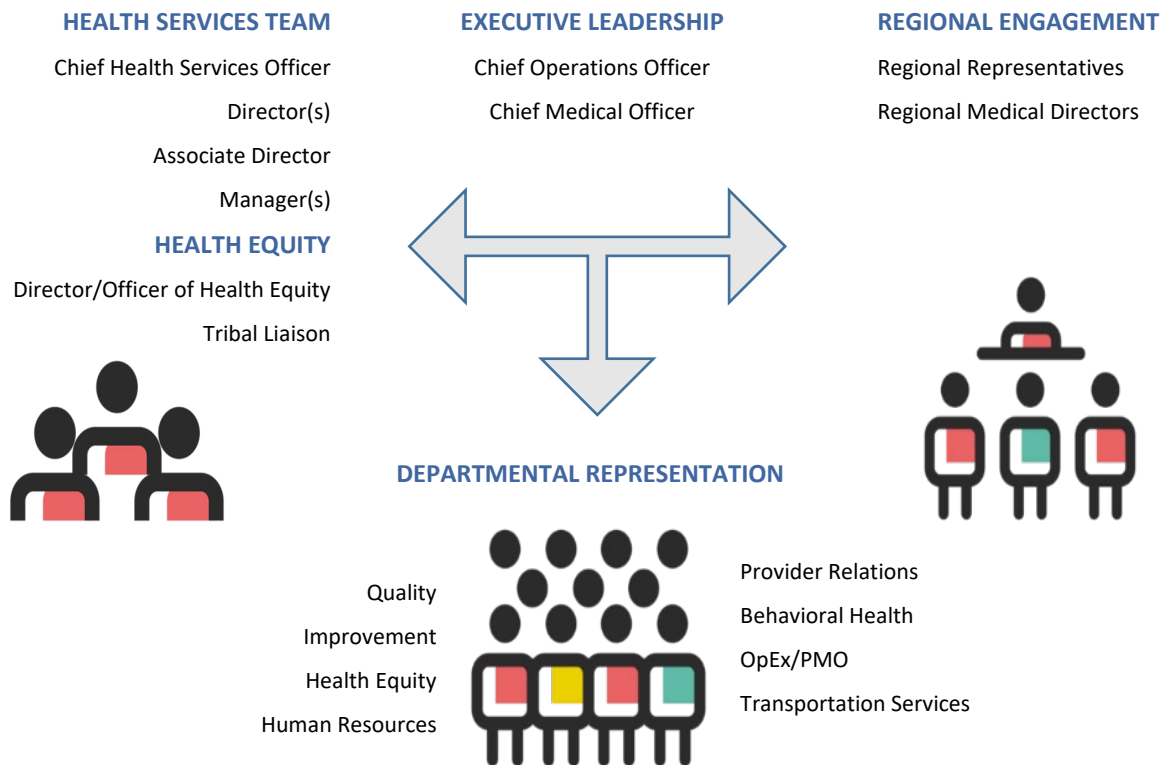 HEALTH SERVICES TEAM
Chief Health Services Officer
Director(s)
Associate Director
Manager(s)
HEALTH EQUITY
Director/Officer of Health Equity
Tribal Liaison
EXECUTIVE LEADERSHIP
Chief Operations Officer
Chief Medical Officer
REGIONAL ENGAGEMENT
Regional Representatives
Regional Medical Directors
DEPARTMENTAL REPRESENTATION
Quality
Improvement
Health Equity
Human Resources
Provider Relations
Behavioral Health
OpEx/PMO
Transportation Services